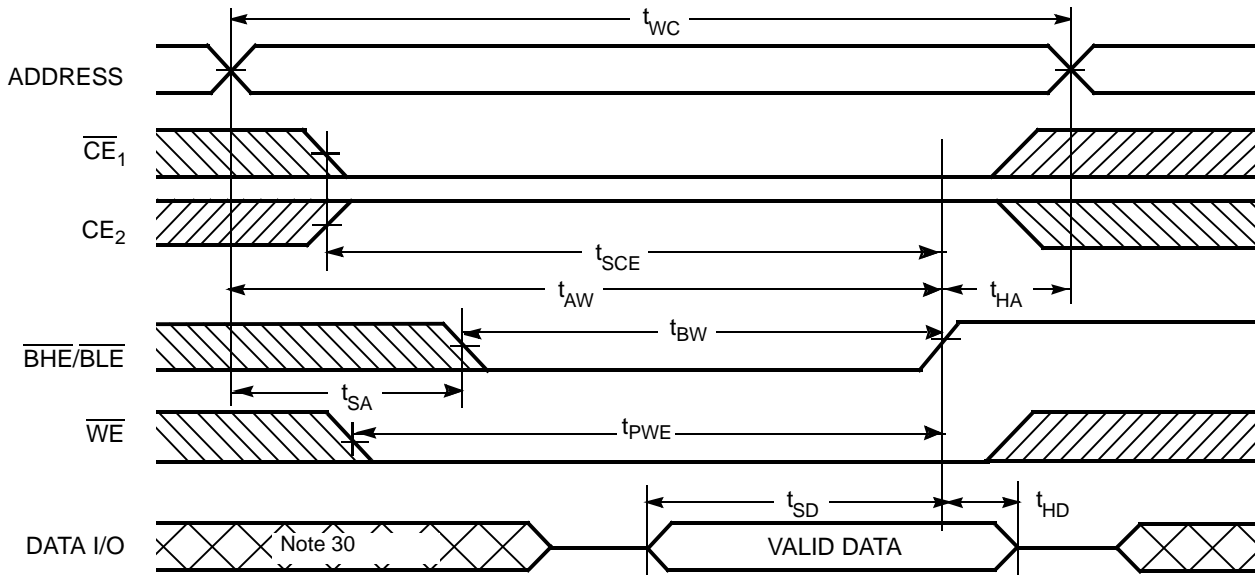 tWC
ADDRESS
CE1
CE2
tSCE
tAW
tHA
tBW
BHE/BLE
tSA
WE
tPWE
tSD
tHD
DATA I/O
Note 30
VALID DATA